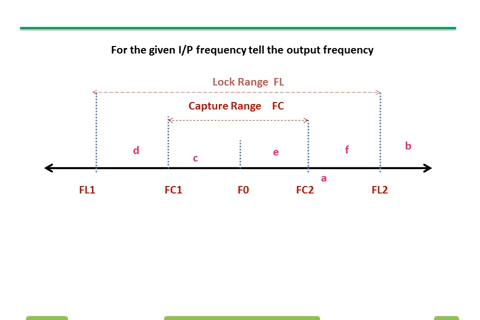 For the given I/P frequency tell the output frequency
Lock Range FL
Capture Range FC
d c e f b
a
FL1 FC1 F0 FC2 FL2